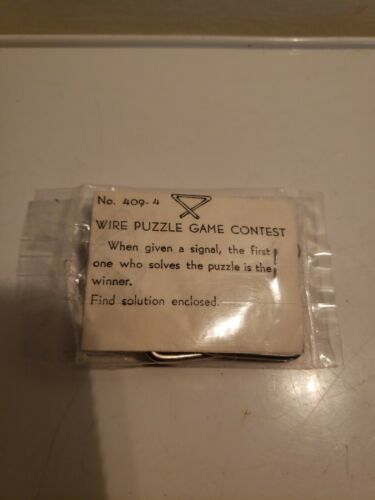 No. 409-4
WIRE PUZZLE GAME CONTEST
When given a signal, the first
one who solves the puzzle is the
winner.
Find solution enclosed.